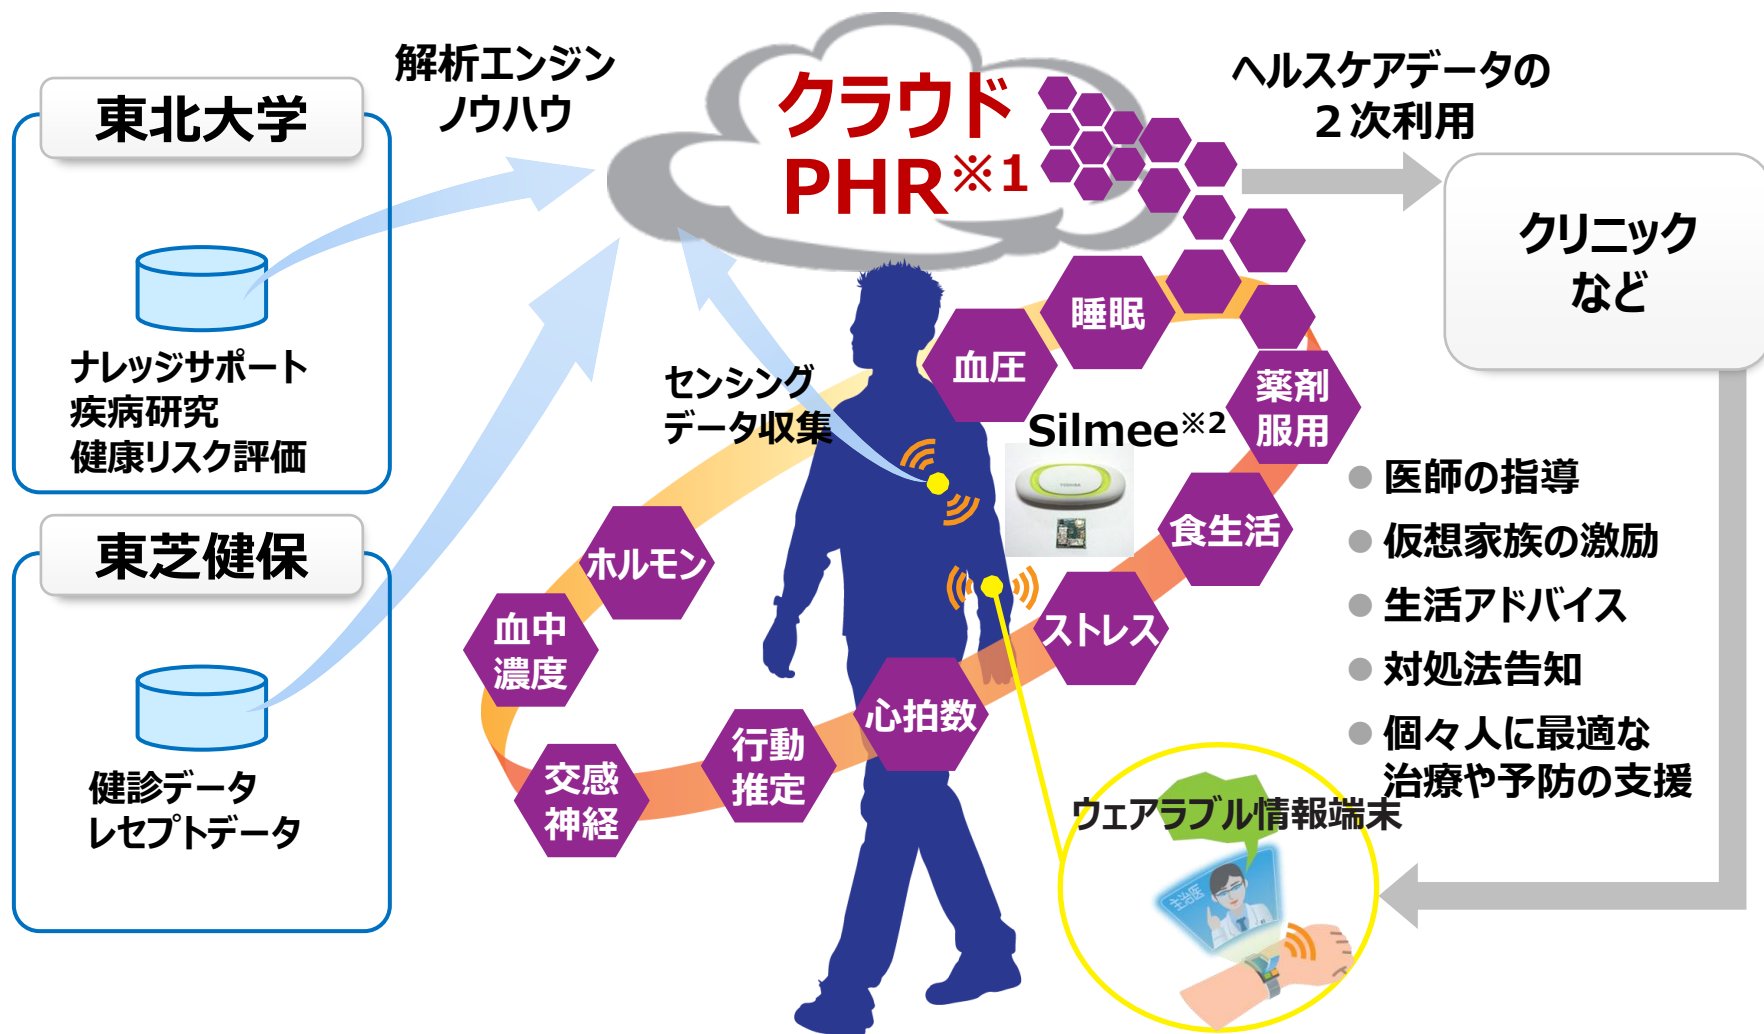 東北大学
ナレッジサポート
疾病研究
健康リスク評価
東芝健保
健診データ
レセプトデータ
解析エンジン
ノウハウ
クラウド
PHR※1
ヘルスケアデータの
２次利用
クリニック
など
センシング
データ収集
血圧
睡眠
薬剤
服用
Silmee※2
TOSHIBA
食生活
ストレス
心拍数
行動
推定
交感
神経
血中
濃度
ホルモン
医師の指導
仮想家族の激励
生活アドバイス
対処法告知
個々人に最適な
治療や予防の支援
ウェアラブル情報端末
主治医